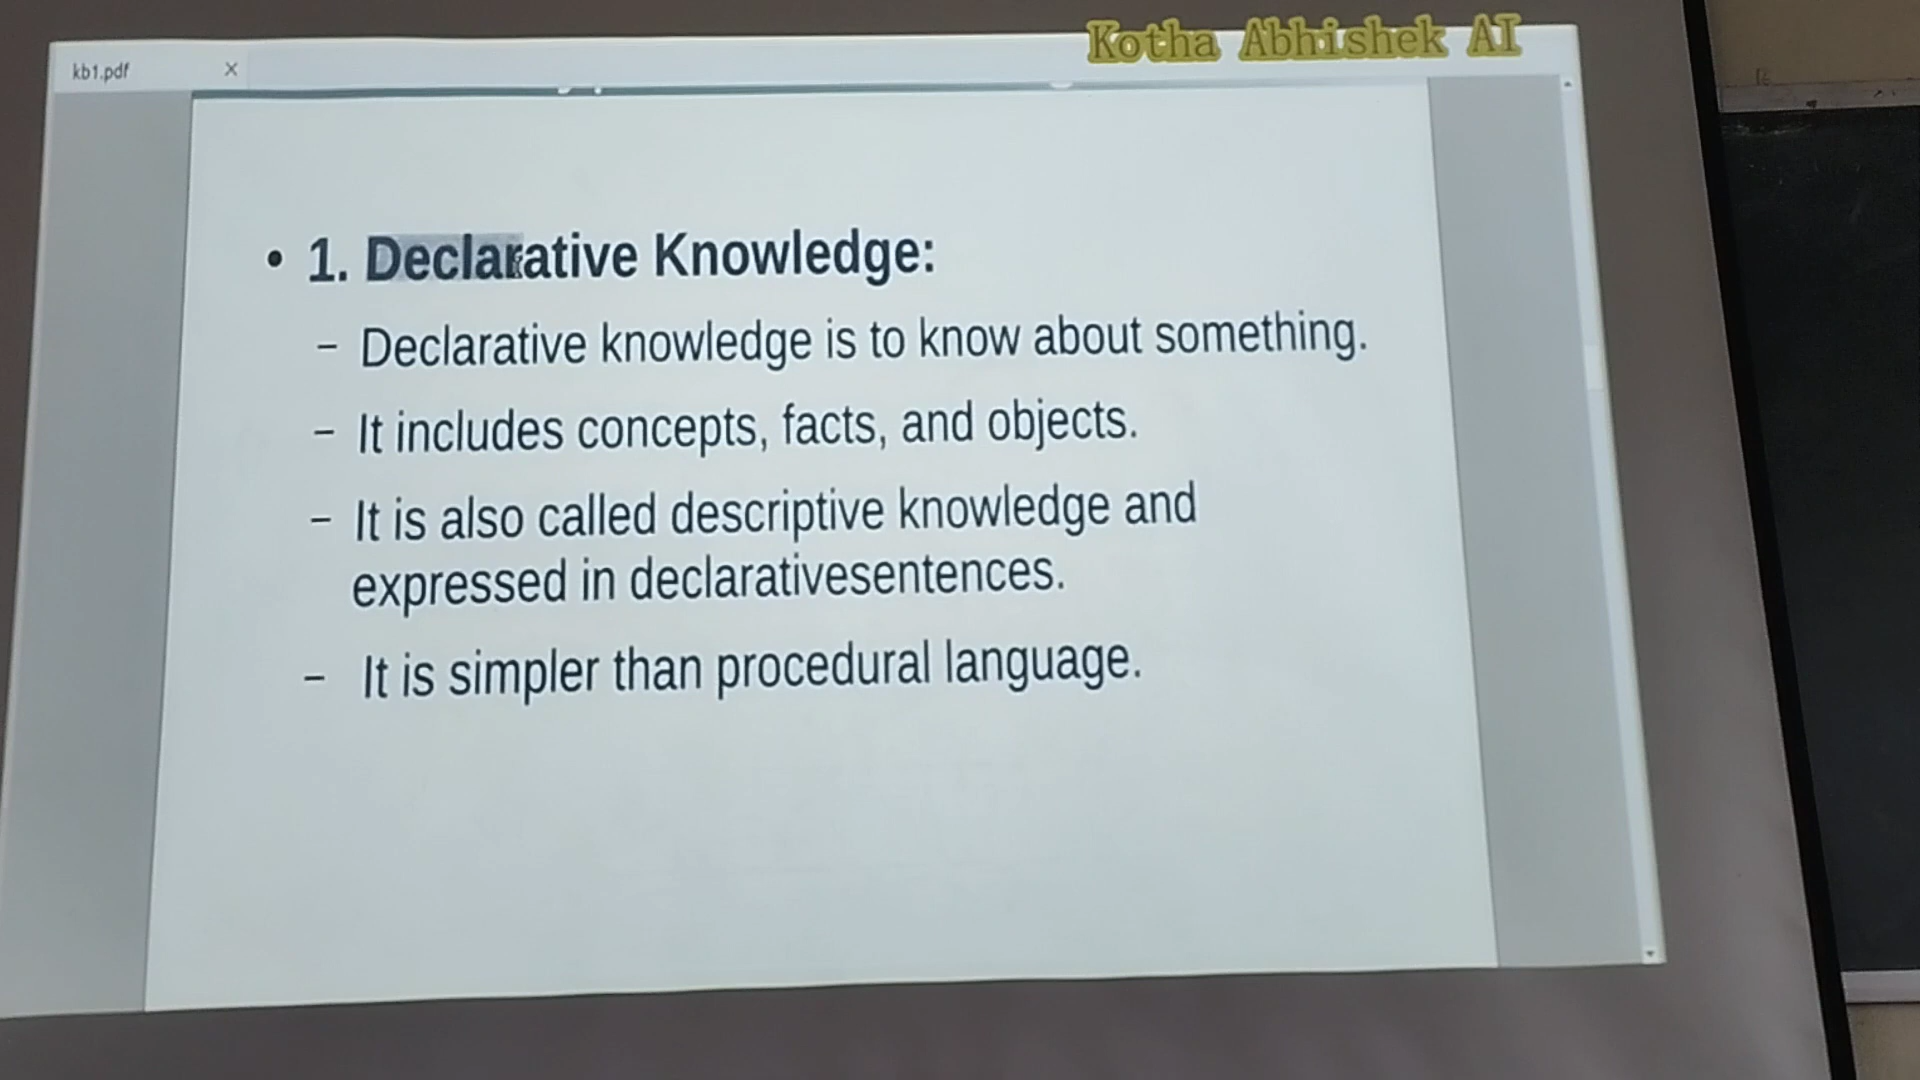 Kotha Abhishek AI
kb1.pdf
• 1. Declarative Knowledge:
– Declarative knowledge is to know about something.
– It includes concepts, facts, and objects.
– It is also called descriptive knowledge and
expressed in declarativesentences.
– It is simpler than procedural language.